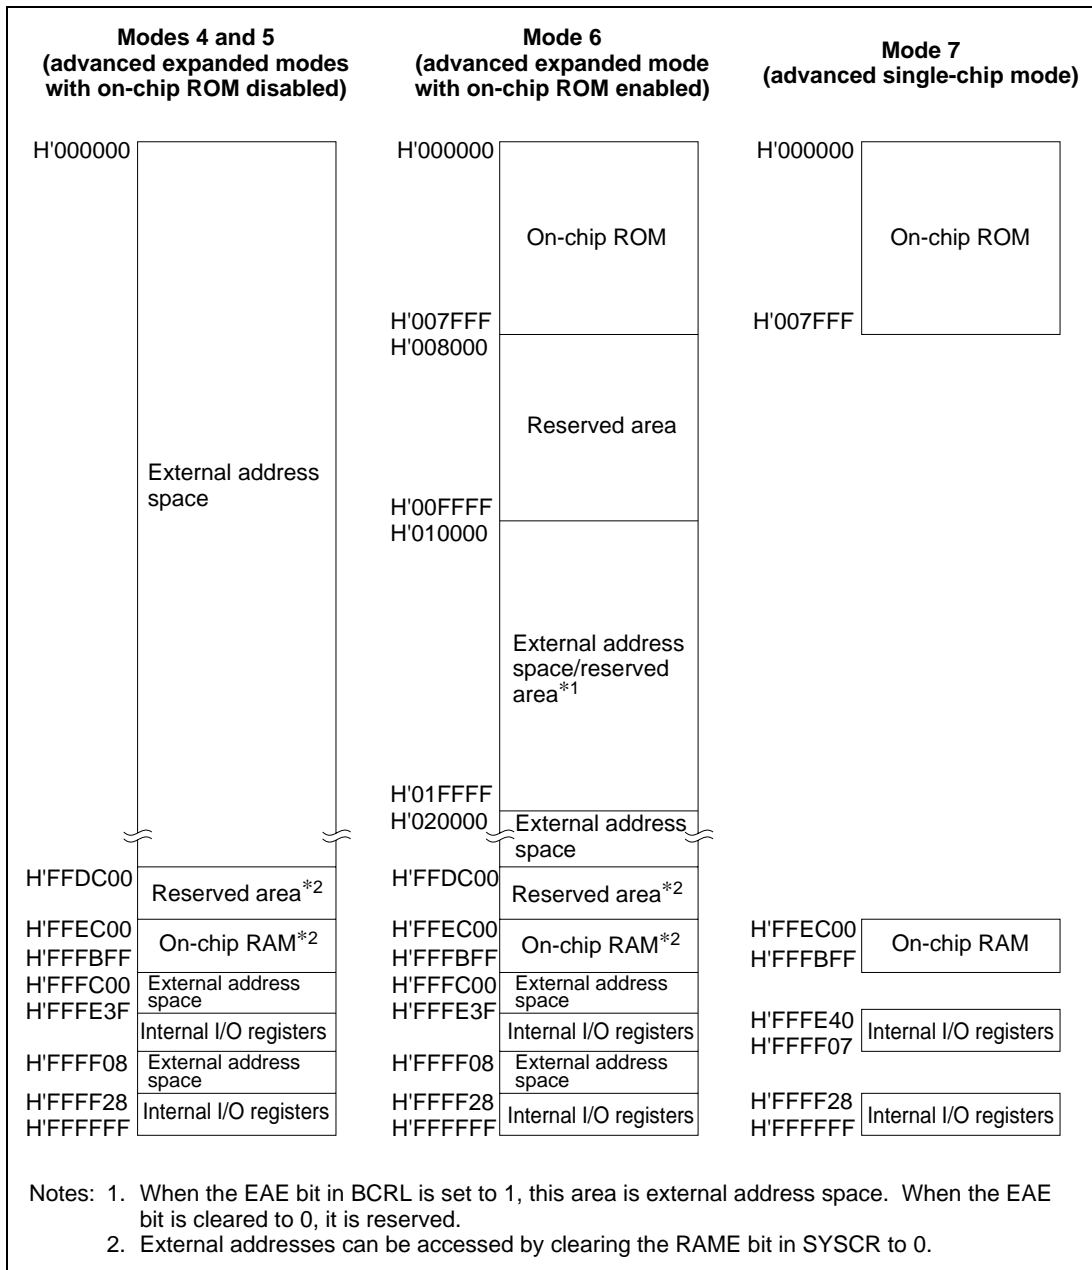 Modes 4 and 5
(advanced expanded modes
with on-chip ROM disabled)
H'000000
External address
space
H'FFDC00
Reserved area*2
H'FFEC00
On-chip RAM*2
H'FFFBFF
H'FFFC00
External address
space
H'FFFE3F
Internal I/O registers
H'FFFF08
External address
space
H'FFFF28
Internal I/O registers
H'FFFFFF
Mode 6
(advanced expanded mode
with on-chip ROM enabled)
H'000000
On-chip ROM
H'007FFF
H'008000
Reserved area
H'00FFFF
H'010000
External address
space/reserved
area*1
H'01FFFF
H'020000
External address
space
H'FFDC00
Reserved area*2
H'FFEC00
On-chip RAM*2
H'FFFBFF
H'FFFC00
External address
space
H'FFFE3F
Internal I/O registers
H'FFFF08
External address
space
H'FFFF28
Internal I/O registers
H'FFFFFF
Mode 7
(advanced single-chip mode)
H'000000
On-chip ROM
H'007FFF
H'FFEC00
On-chip RAM
H'FFFBFF
H'FFFE40
Internal I/O registers
H'FFFF07
H'FFFF28
Internal I/O registers
H'FFFFFF
Notes: 1. When the EAE bit in BCRL is set to 1, this area is external address space. When the EAE
bit is cleared to 0, it is reserved.
2. External addresses can be accessed by clearing the RAME bit in SYSCR to 0.